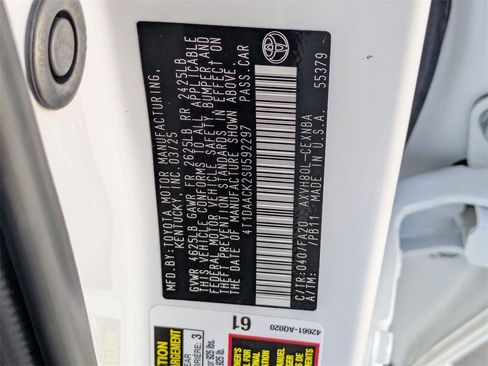 MFD. BY: TOYOTA MOTOR MANUFACTURING,
KENTUCKY, INC. 03/25
GVWR 4625LB GAWR FR 2625LB RR 2425LB
THIS VEHICLE CONFORMS TO ALL APPLICABLE
FEDERAL MOTOR VEHICLE SAFETY BUMPER AND
THEFT PREVENTION STANDARDS IN EFFECT ON
THE DATE OF MANUFACTURE SHOWN ABOVE.
4T1DAACK2SU592297 PASS. CAR
C/TR: 040/FA20 AXVH80L-CEXNBA
/PB11 MADE IN U.S.A. 55379
61
42661-A0020
3